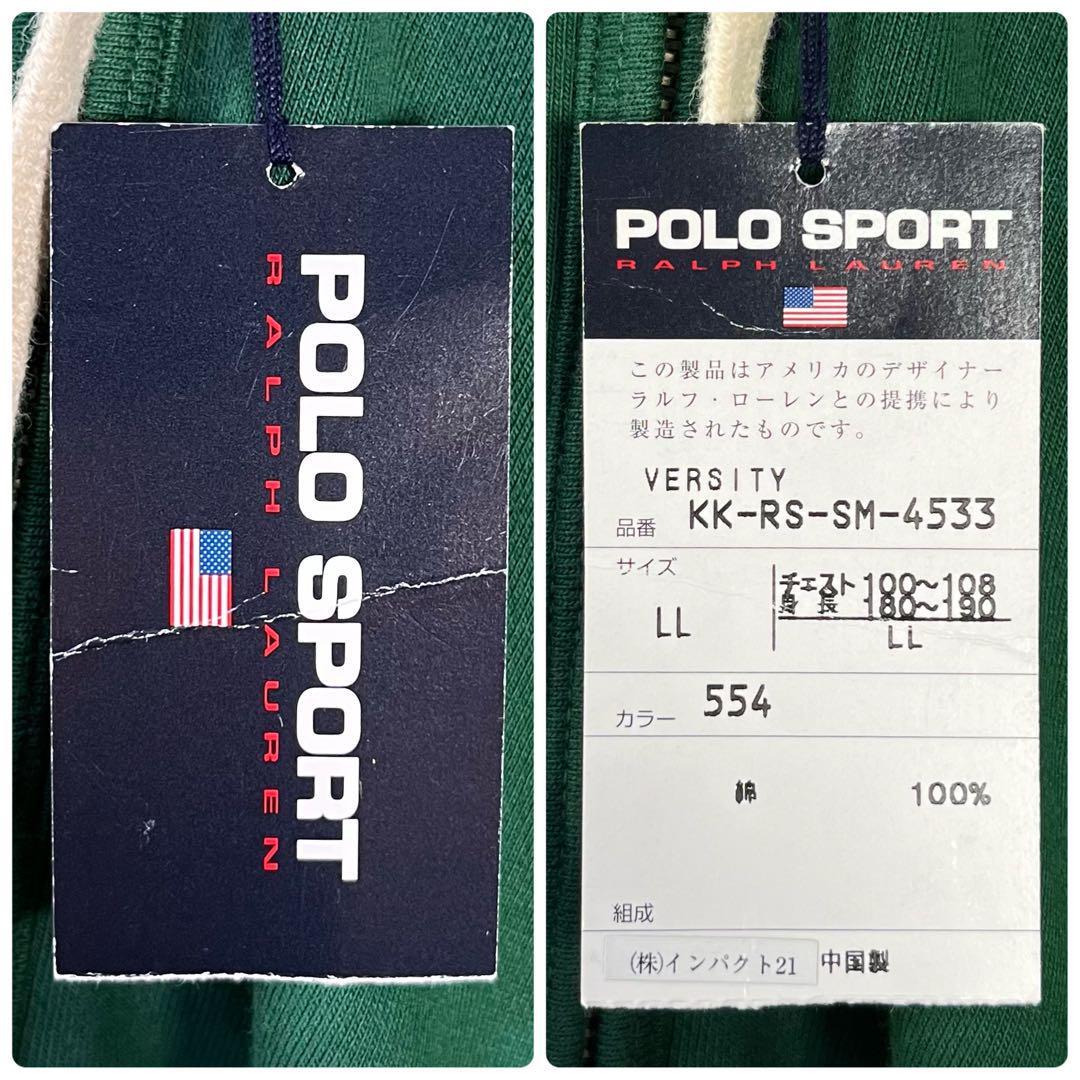 POLO SPORT
RALPH LAUREN
POLO SPORT
RALPH LAUREN
この製品はアメリカのデザイナー
ラルフ・ローレンとの提携により
製造されたものです。
VERSITY
品番 KK-RS-SM-4533
サイズ
LL
チェスト 100〜108
身長 180〜190
LL
カラー 554
綿 100%
組成
(株)インパクト21 中国製